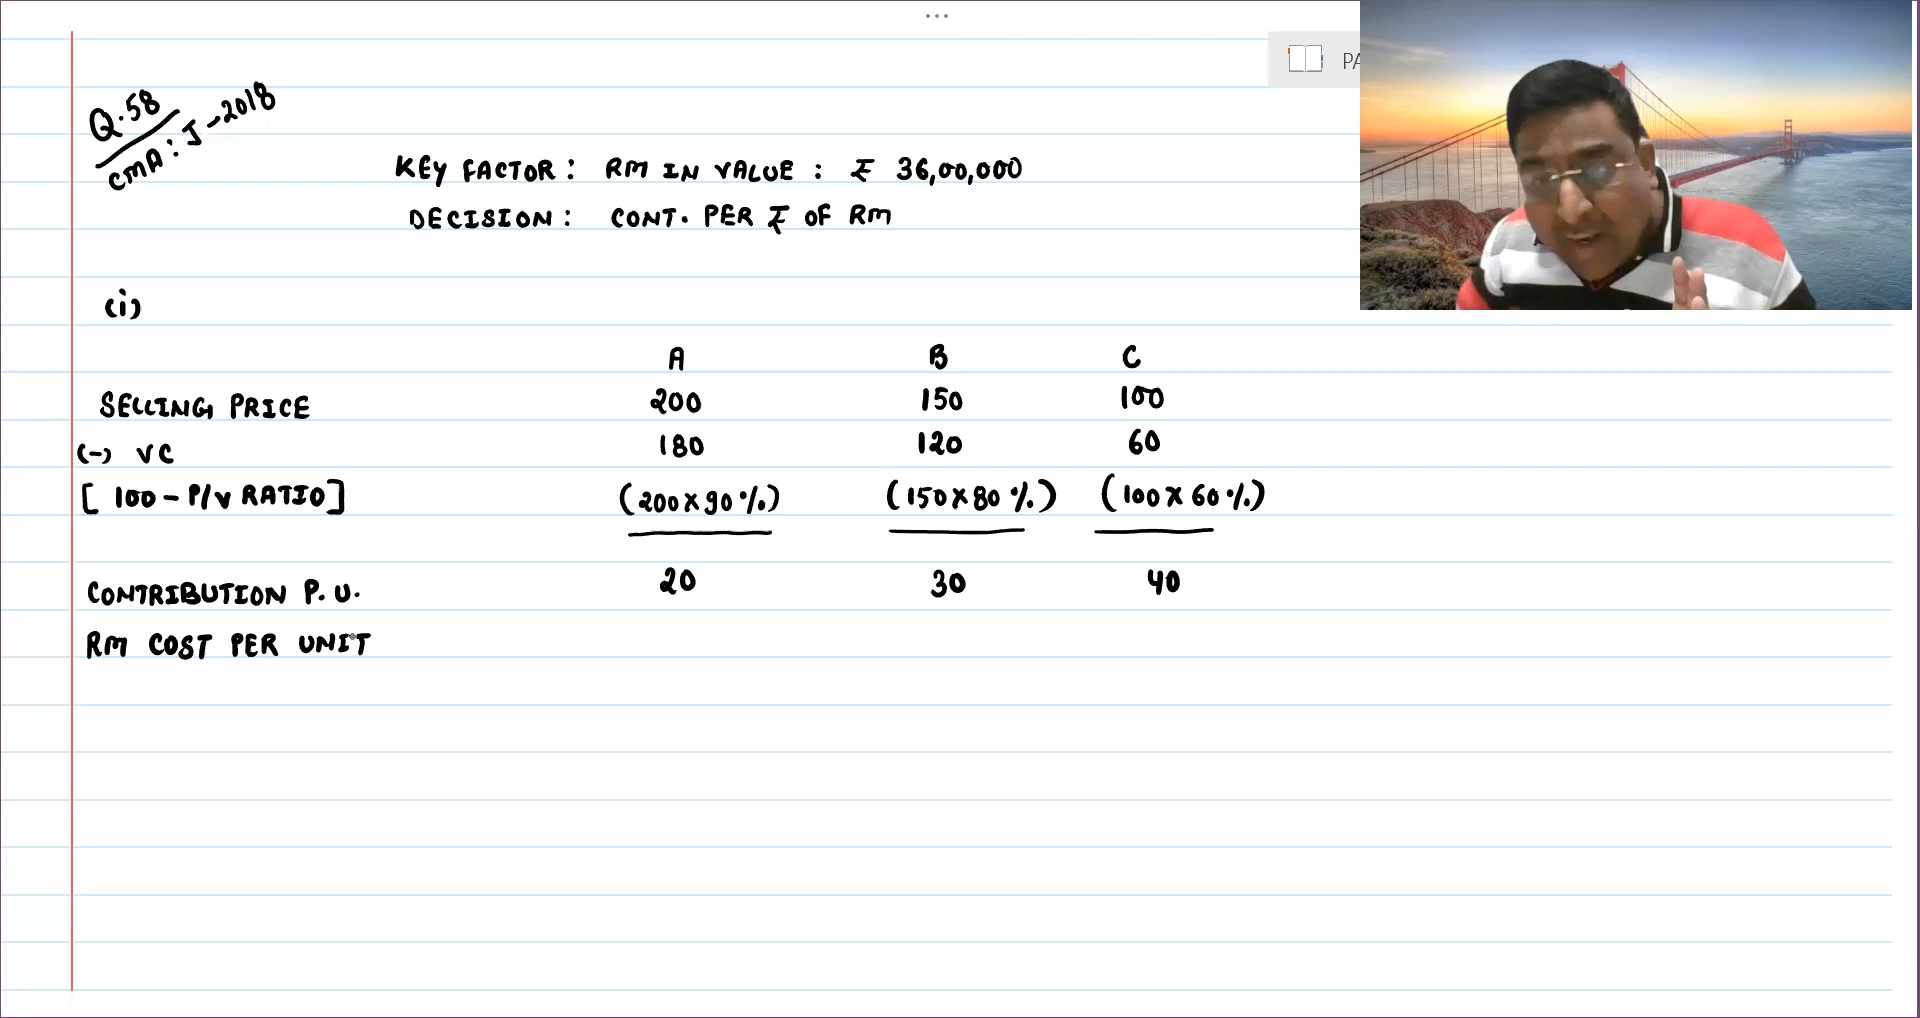 PA
Q.58
CMA: J-2018
KEY FACTOR: RM IN VALUE: ₹ 36,00,000
DECISION: CONT. PER ₹ OF RM
(i)
A B C
SELLING PRICE 200 150 100
(-) VC 180 120 60
[100 - P/V RATIO] (200 X 90%) (150 X 80%) (100 X 60%)
CONTRIBUTION P.U. 20 30 40
RM COST PER UNIT